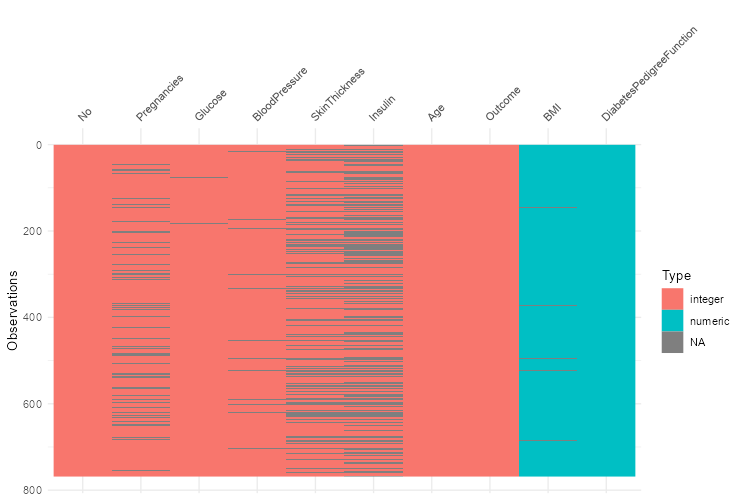 No
Pregnancies
Glucose
BloodPressure
SkinThickness
Insulin
Age
Outcome
BMI
DiabetesPedigreeFunction
0
200
400
600
800
Observations
Type
integer
numeric
NA